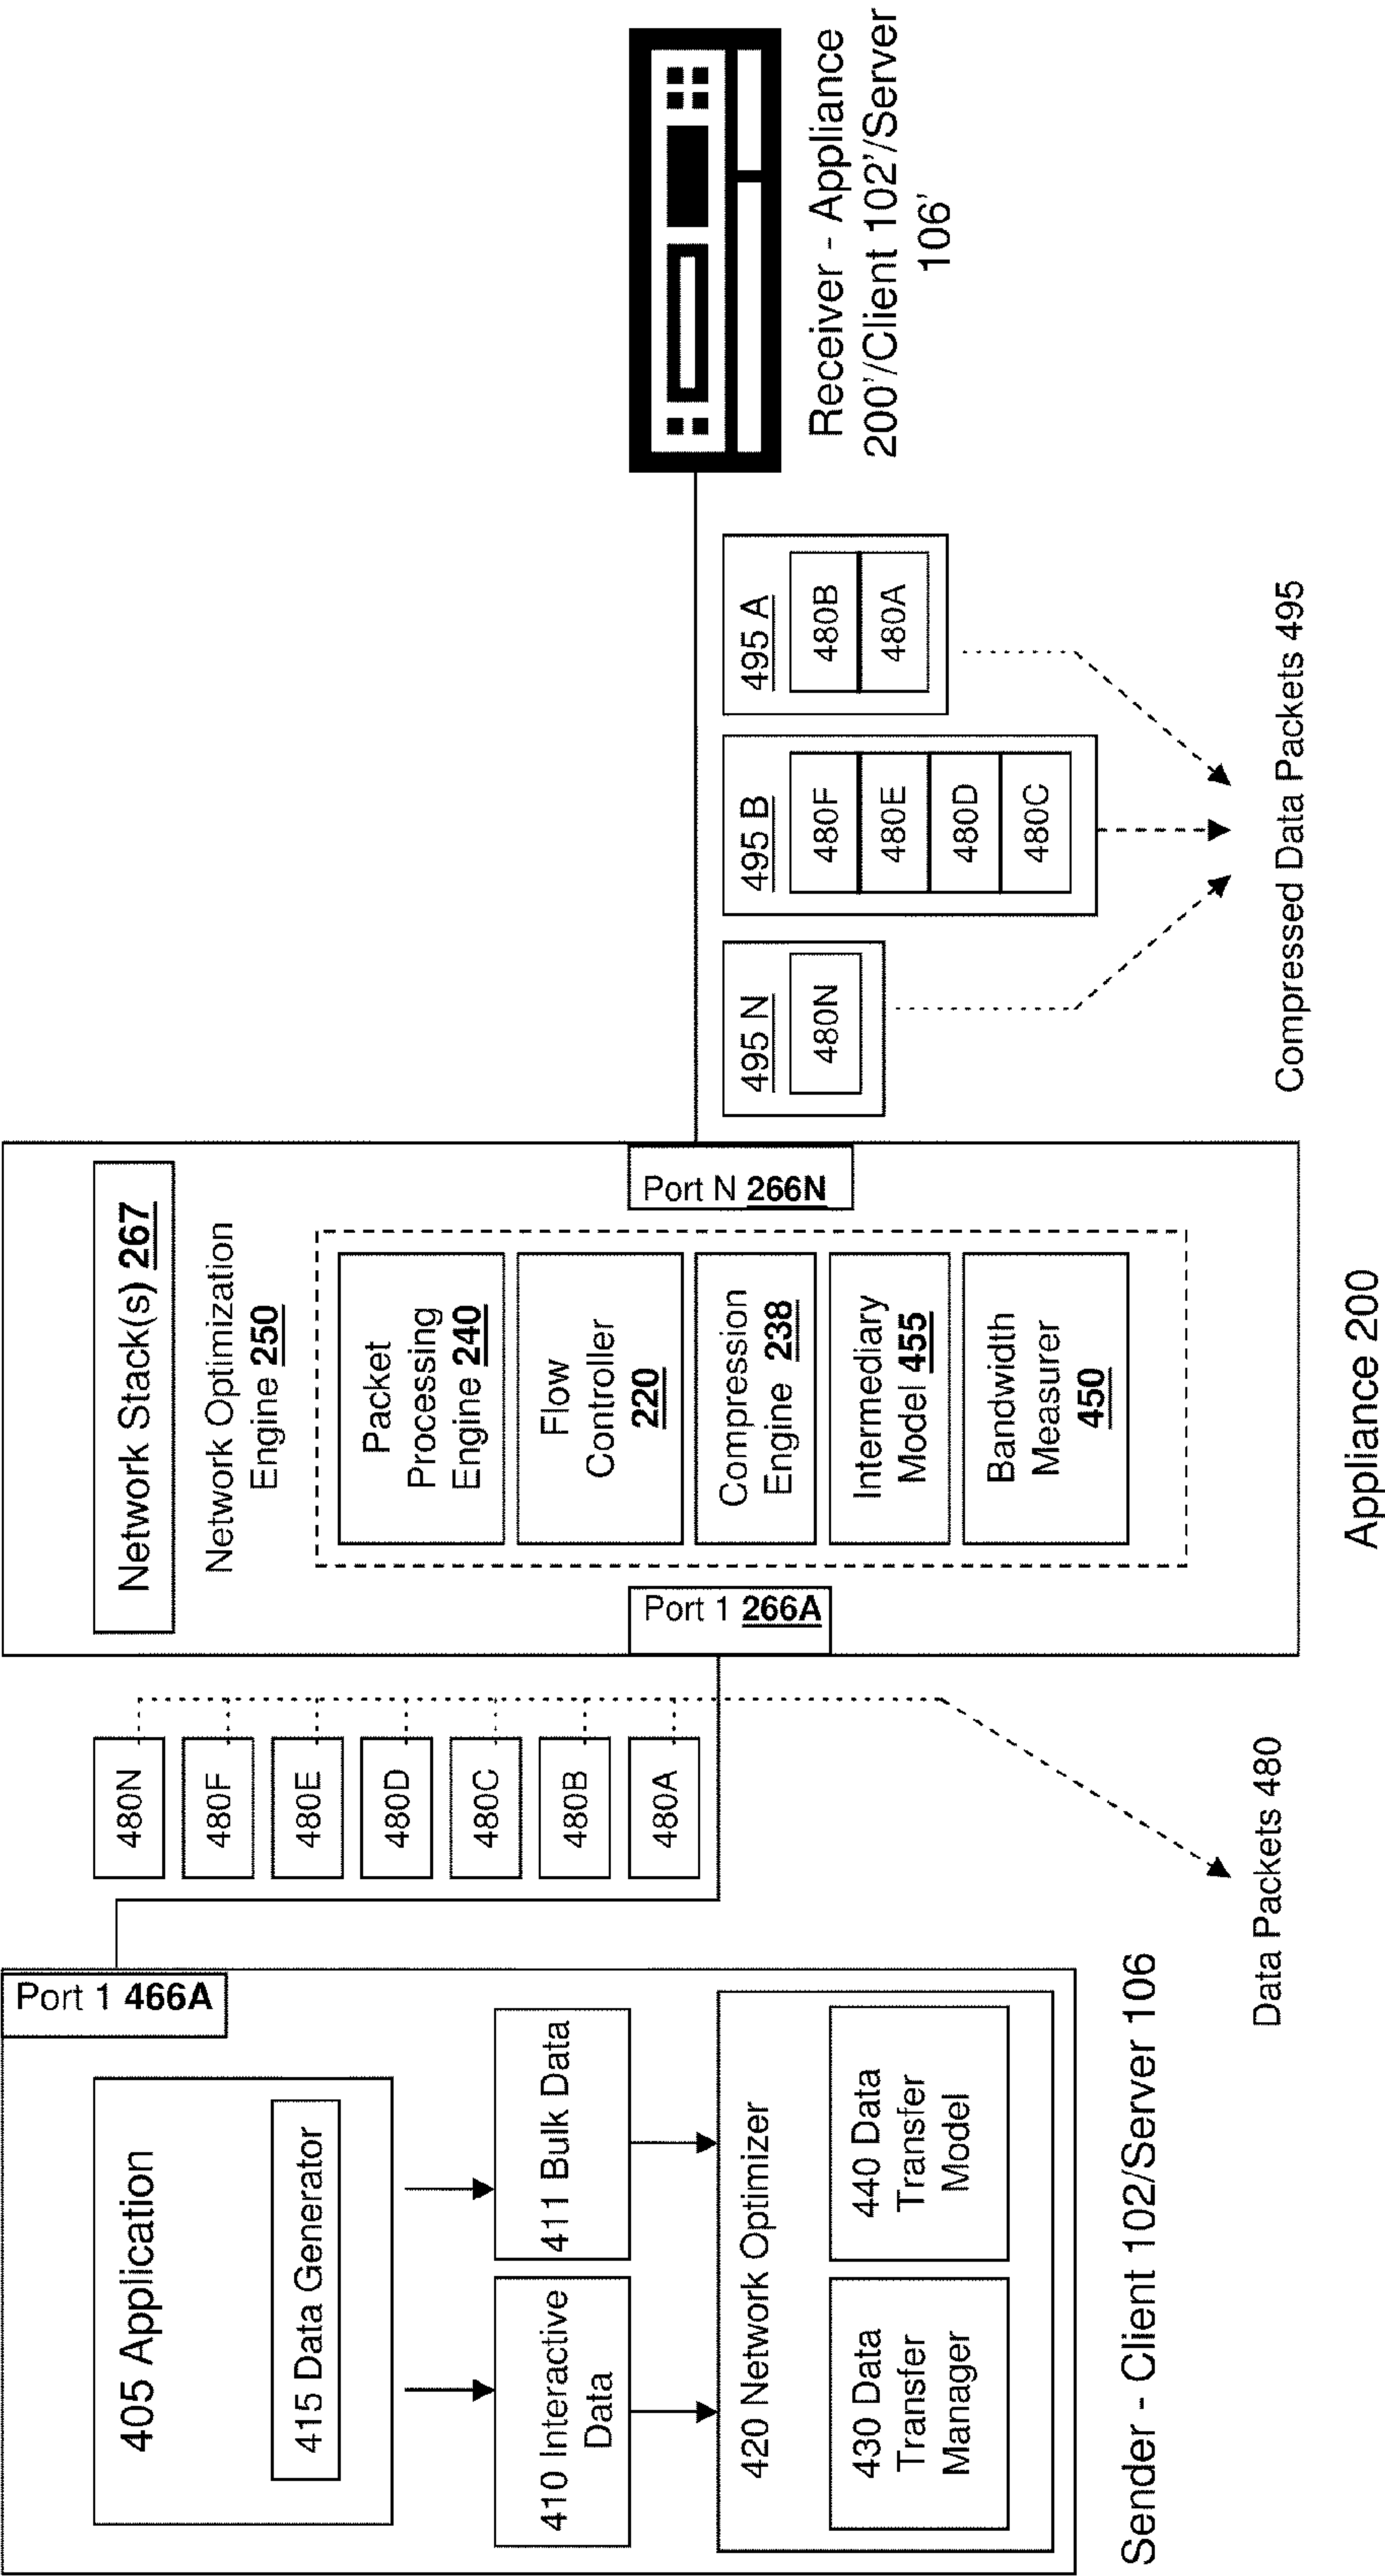 Port 1 466A
405 Application
415 Data Generator
410 Interactive
Data
411 Bulk Data
420 Network Optimizer
430 Data
Transfer
Manager
440 Data
Transfer
Model
Sender - Client 102/Server 106
480N
480F
480E
480D
480C
480B
480A
Data Packets 480
Network Stack(s) 267
Network Optimization
Engine 250
Packet
Processing
Engine 240
Flow
Controller
220
Compression
Engine 238
Intermediary
Model 455
Bandwidth
Measurer
450
Port 1 266A
Port N 266N
Appliance 200
495 N
480N
495 B
480F
480E
480D
480C
495 A
480B
480A
Compressed Data Packets 495
Receiver - Appliance
200'/Client 102'/Server
106'